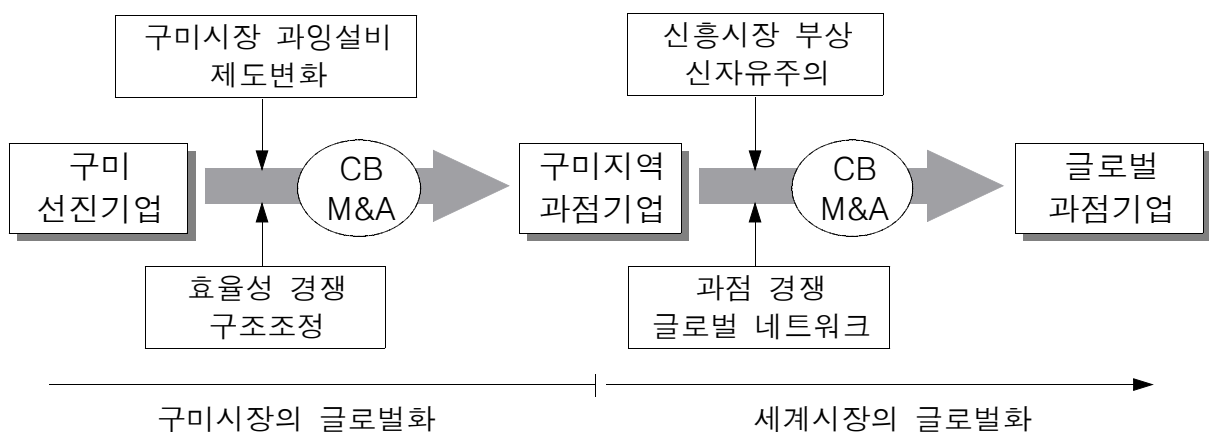 구미시장 과잉설비
제도변화
신흥시장 부상
신자유주의
구미
선진기업
CB
M&A
구미지역
과점기업
CB
M&A
글로벌
과점기업
효율성 경쟁
구조조정
과점 경쟁
글로벌 네트워크
구미시장의 글로벌화
세계시장의 글로벌화